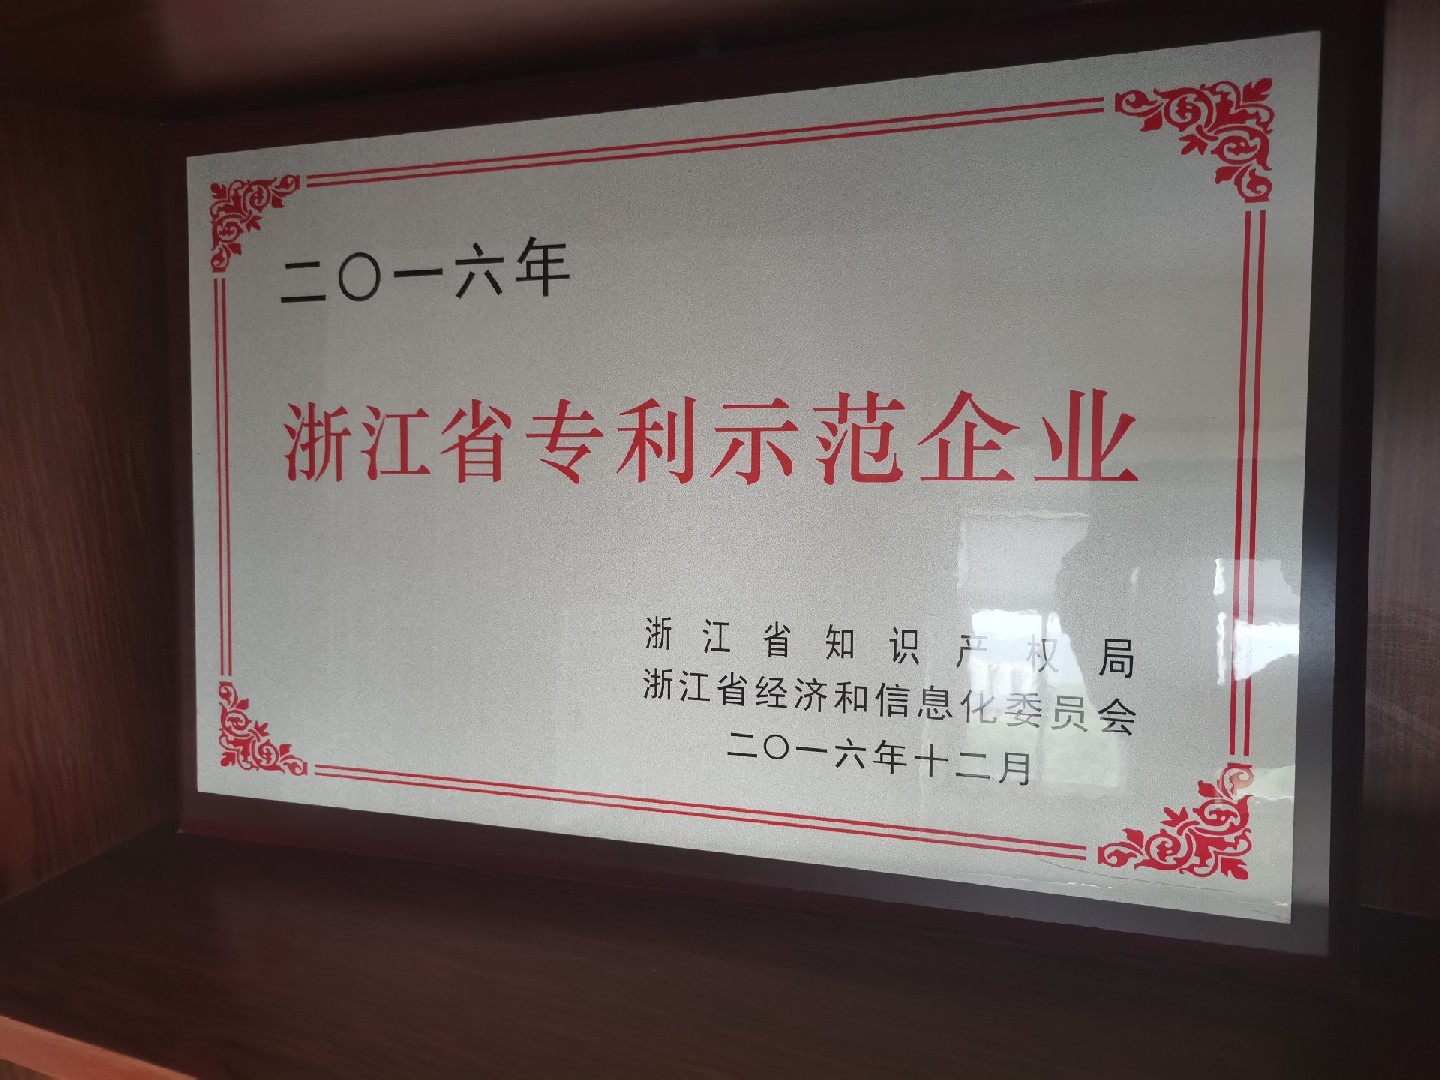 二〇一六年
浙江省专利示范企业
浙江省知识产权局
浙江省经济和信息化委员会
二〇一六年十二月